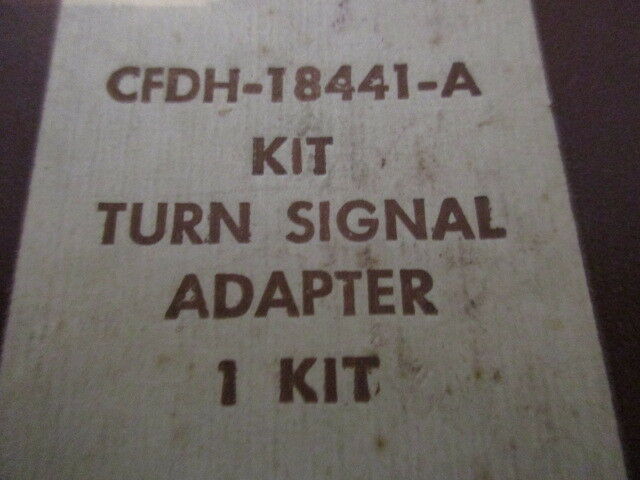 CFDH-18441-A
KIT
TURN SIGNAL
ADAPTER
1 KIT